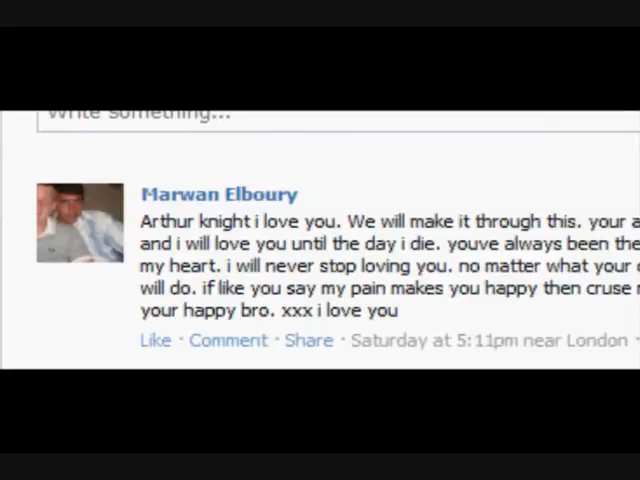 Write something...
Marwan Elboury
Arthur knight i love you. We will make it through this. your a
and i will love you until the day i die. youve always been the
my heart. i will never stop loving you. no matter what your
will do. if like you say my pain makes you happy then cruse
your happy bro. xxx i love you
Like · Comment · Share · Saturday at 5:11pm near London ·